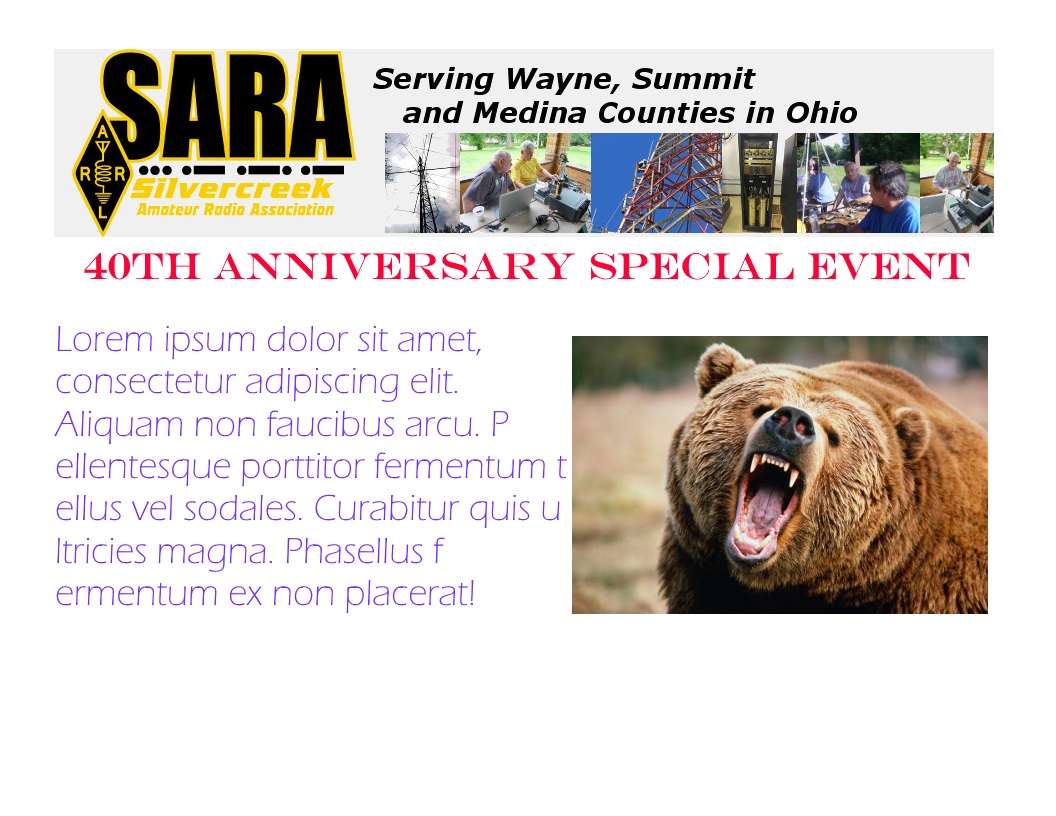 SARA
Serving Wayne, Summit
and Medina Counties in Ohio
A
R R
L
Silvercreek
Amateur Radio Association
40TH ANNIVERSARY SPECIAL EVENT
Lorem ipsum dolor sit amet,
consectetur adipiscing elit.
Aliquam non faucibus arcu. P
ellentesque porttitor fermentum t
ellus vel sodales. Curabitur quis u
ltricies magna. Phasellus f
ermentum ex non placerat!